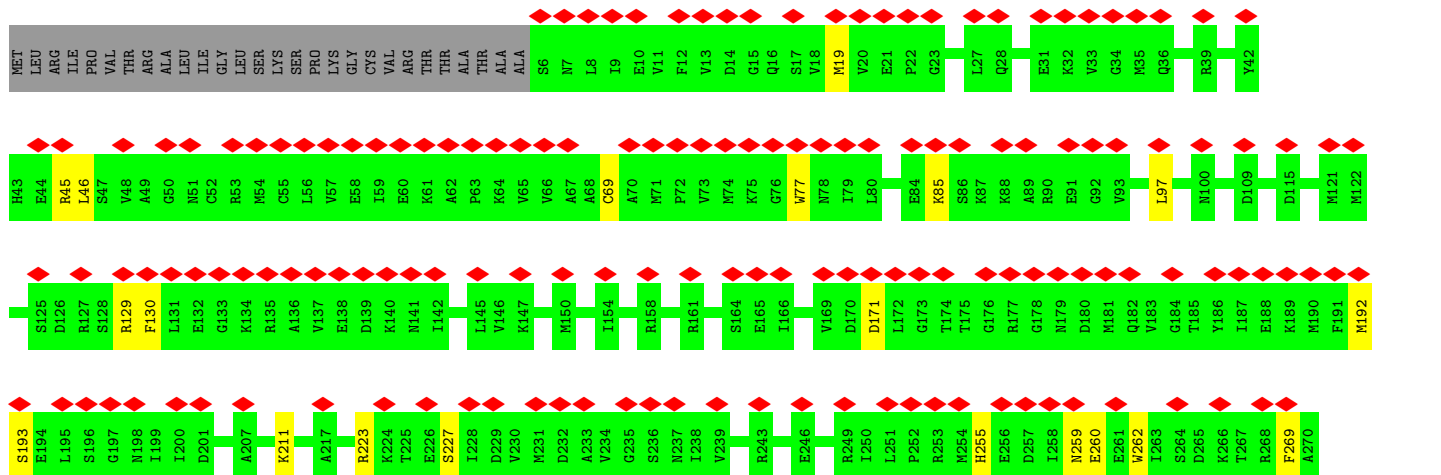 MET LEU ARG ILE PRO VAL THR ARG ALA LEU ILE GLY LEU SER LYS SER PRO LYS GLY CYS VAL ARG THR THR ALA THR ALA ALA S6 N7 L8 I9 E10 V11 F12 V13 D14 G15 Q16 S17 V18 M19 V20 E21 P22 G23 L27 Q28 E31 K32 V33 G34 M35 Q36 R39 Y42
H43 E44 R45 L46 S47 V48 A49 G50 N51 C52 R53 M54 C55 L56 V57 E58 I59 E60 K61 A62 P63 K64 V65 V66 A67 A68 C69 A70 M71 P72 V73 M74 K75 G76 W77 N78 I79 L80 E84 K85 S86 K87 K88 A89 R90 E91 G92 V93 L97 N100 D109 D115 M121 M122
S125 D126 R127 S128 R129 F130 L131 E132 G133 K134 R135 A136 V137 E138 D139 K140 N141 I142 L145 V146 K147 M150 I154 R158 R161 S164 E165 I166 V169 D170 D171 L172 G173 T174 T175 G176 R177 G178 N179 D180 M181 Q182 V183 G184 T185 Y186 I187 E188 K189 M190 F191 M192
S193 E194 L195 S196 G197 N198 I199 I200 D201 A207 K211 A217 R223 K224 T225 E226 S227 I228 D229 V230 M231 D232 A233 V234 G235 S236 N237 I238 V239 R243 E246 R249 I250 L251 P252 R253 M254 H255 E256 D257 I258 N259 E260 E261 W262 I263 S264 D265 K266 T267 R268 F269 A270